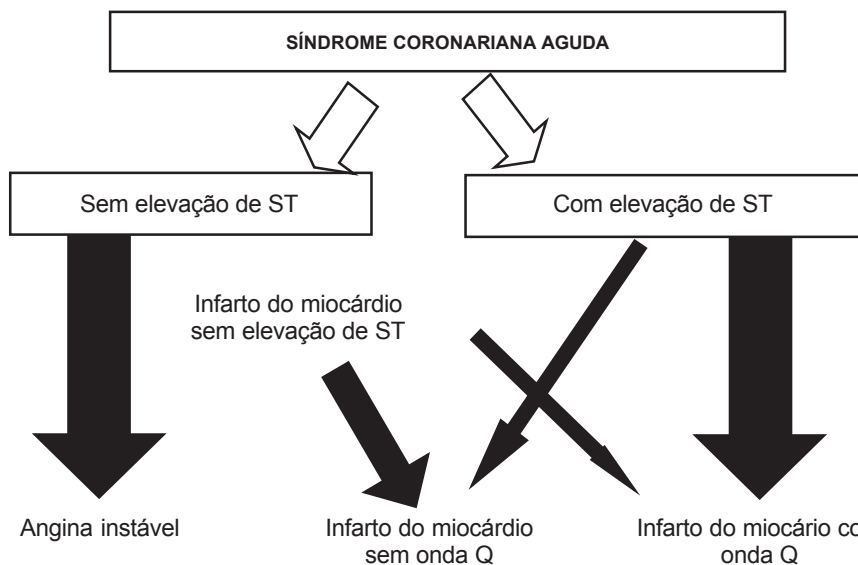 SÍNDROME CORONARIANA AGUDA
Sem elevação de ST
Com elevação de ST
Infarto do miocárdio
sem elevação de ST
Angina instável
Infarto do miocárdio
sem onda Q
Infarto do miocário co
onda Q